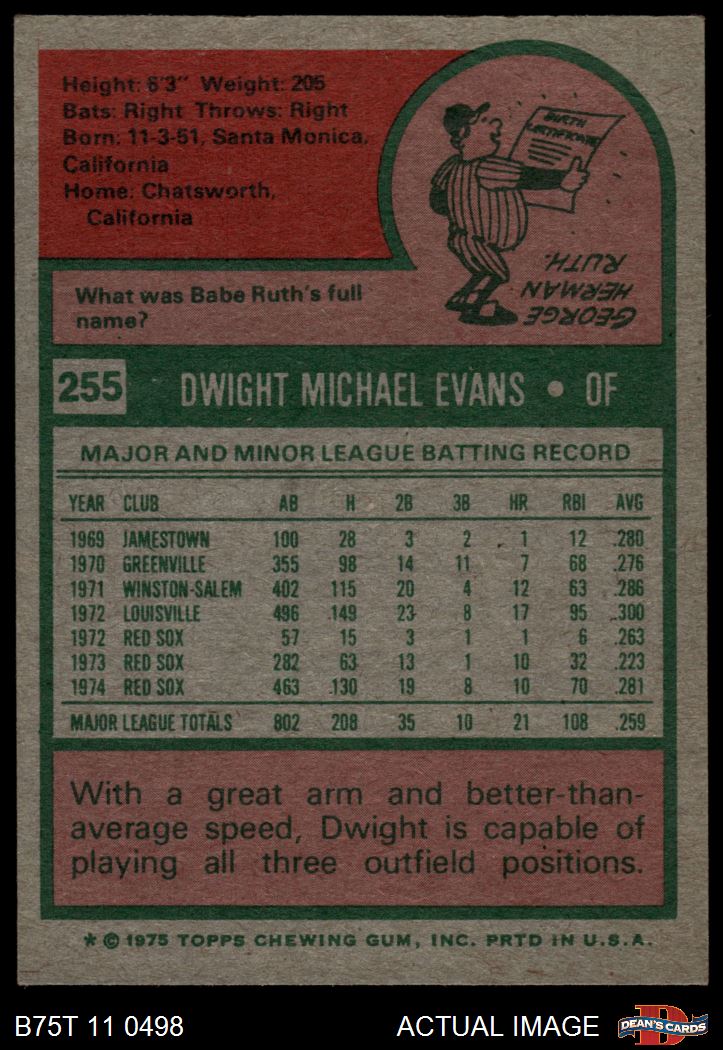 Height: 6'3" Weight: 205
Bats: Right Throws: Right
Born: 11-3-51, Santa Monica,
California
Home: Chatsworth,
California
BIRTH
CERTIFICATE
GEORGE
HERMAN
RUTH.
What was Babe Ruth's full
name?
255 DWIGHT MICHAEL EVANS • OF
MAJOR AND MINOR LEAGUE BATTING RECORD
YEAR CLUB AB H 2B 3B HR RBI AVG
1969 JAMESTOWN 100 28 3 2 1 12 .280
1970 GREENVILLE 355 98 14 11 7 68 .276
1971 WINSTON-SALEM 402 115 20 4 12 63 .286
1972 LOUISVILLE 496 149 23 8 17 95 .300
1972 RED SOX 57 15 3 1 1 6 .263
1973 RED SOX 282 63 13 1 10 32 .223
1974 RED SOX 463 130 19 8 10 70 .281
MAJOR LEAGUE TOTALS 802 208 35 10 21 108 .259
With a great arm and better-than-
average speed, Dwight is capable of
playing all three outfield positions.
* © 1975 TOPPS CHEWING GUM, INC. PRTD IN U.S.A.
B75T 11 0498 ACTUAL IMAGE D DEAN'S CARDS